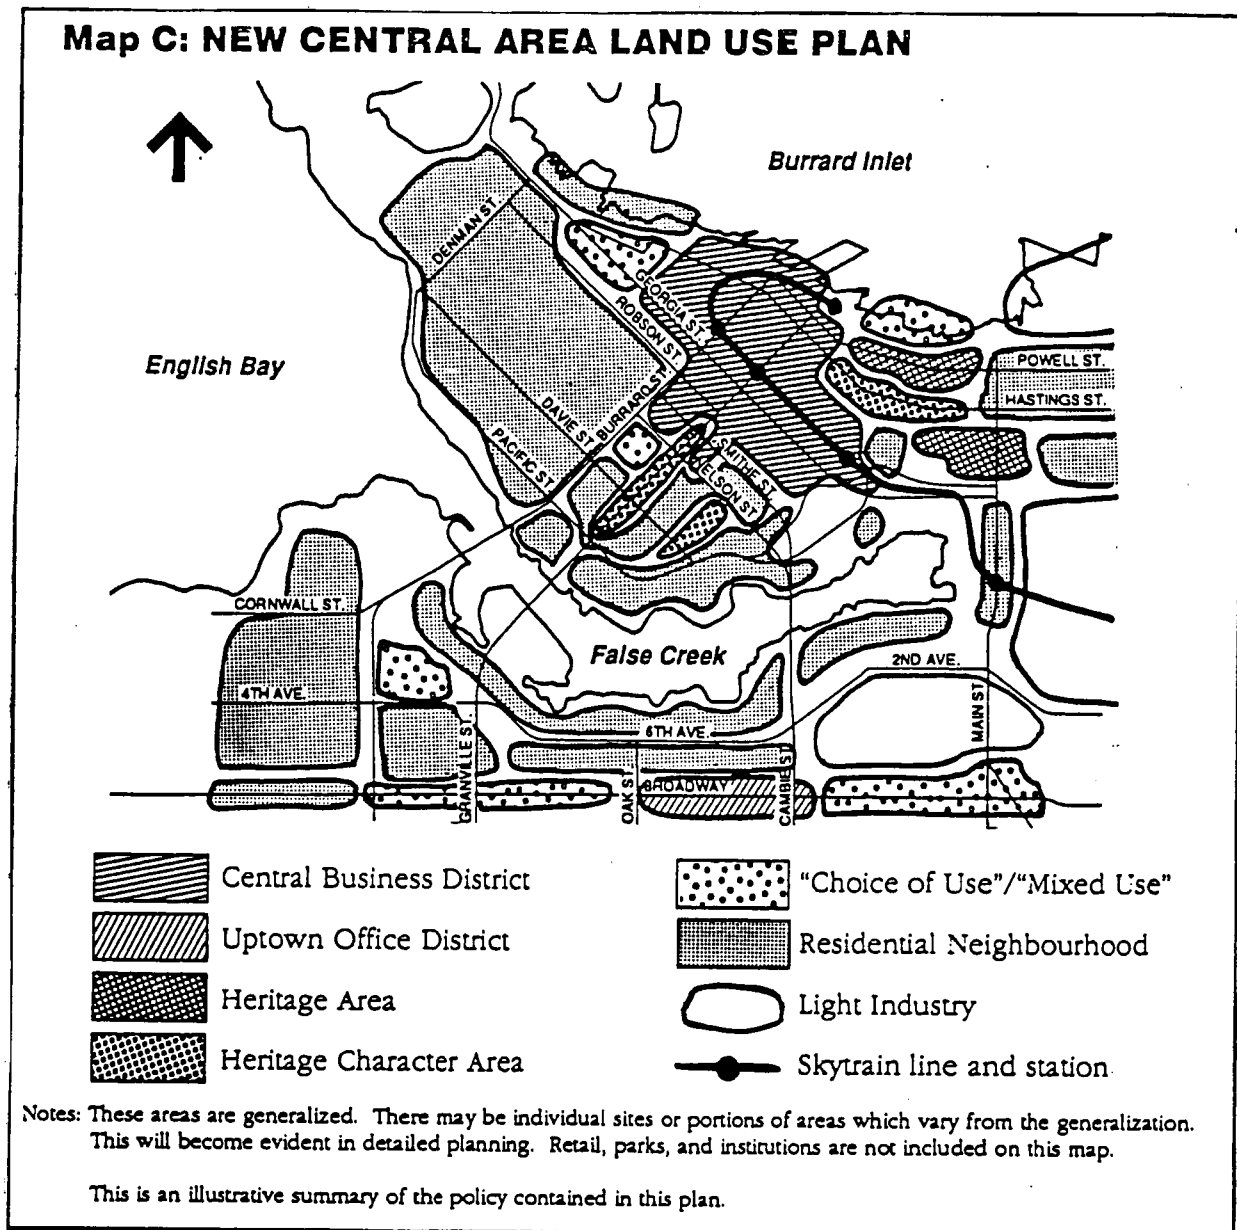 Map C: NEW CENTRAL AREA LAND USE PLAN
Burrard Inlet
DENMAN ST.
GEORGIA ST.
ROBSON ST.
English Bay
POWELL ST.
HASTINGS ST.
BURRARD ST.
DAVIE ST.
PACIFIC ST.
SMITHE ST.
NELSON ST.
CORNWALL ST.
False Creek
2ND AVE.
4TH AVE.
MAIN ST.
6TH AVE.
GRANVILLE ST.
OAK ST.
BROADWAY
CAMBIE ST.
Central Business District
Uptown Office District
Heritage Area
Heritage Character Area
"Choice of Use"/"Mixed Use"
Residential Neighbourhood
Light Industry
Skytrain line and station
Notes: These areas are generalized. There may be individual sites or portions of areas which vary from the generalization.
This will become evident in detailed planning. Retail, parks, and institutions are not included on this map.
This is an illustrative summary of the policy contained in this plan.